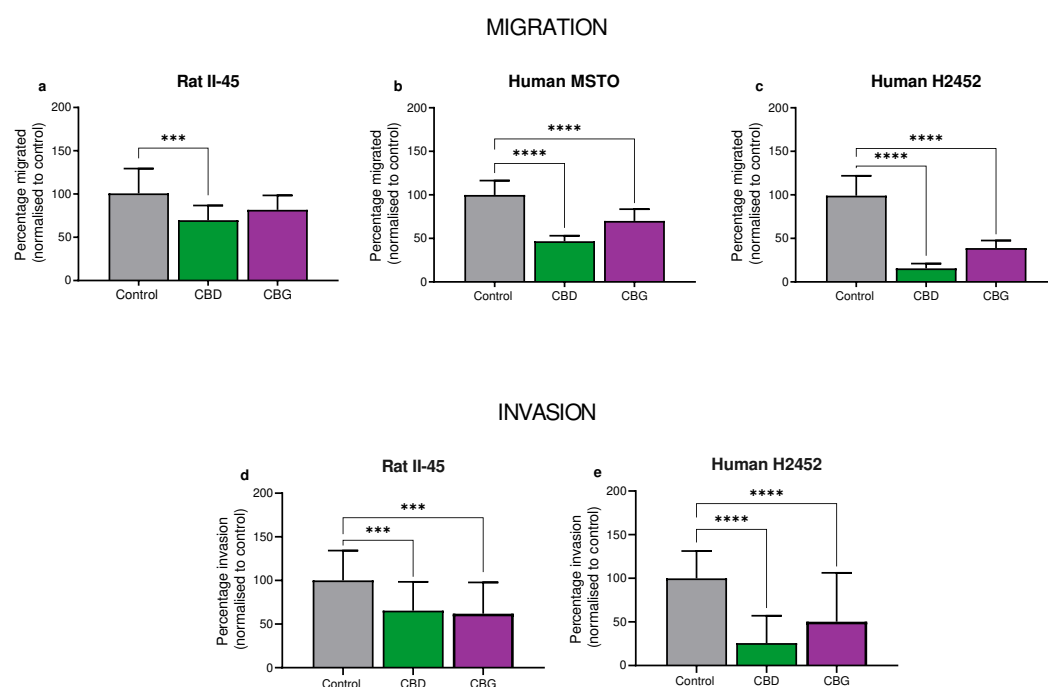 MIGRATION
a
Rat II-45
Percentage migrated
(normalised to control)
200
150
100
50
0
***
Control
CBD
CBG
b
Human MSTO
Percentage migrated
(normalised to control)
200
150
100
50
0
****
****
Control
CBD
CBG
c
Human H2452
Percentage migrated
(normalised to control)
200
150
100
50
0
****
****
Control
CBD
CBG
INVASION
d
Rat II-45
Percentage invasion
(normalised to control)
200
150
100
50
0
***
***
Control
CBD
CBG
e
Human H2452
Percentage invasion
(normalised to control)
200
150
100
50
0
****
****
Control
CBD
CBG